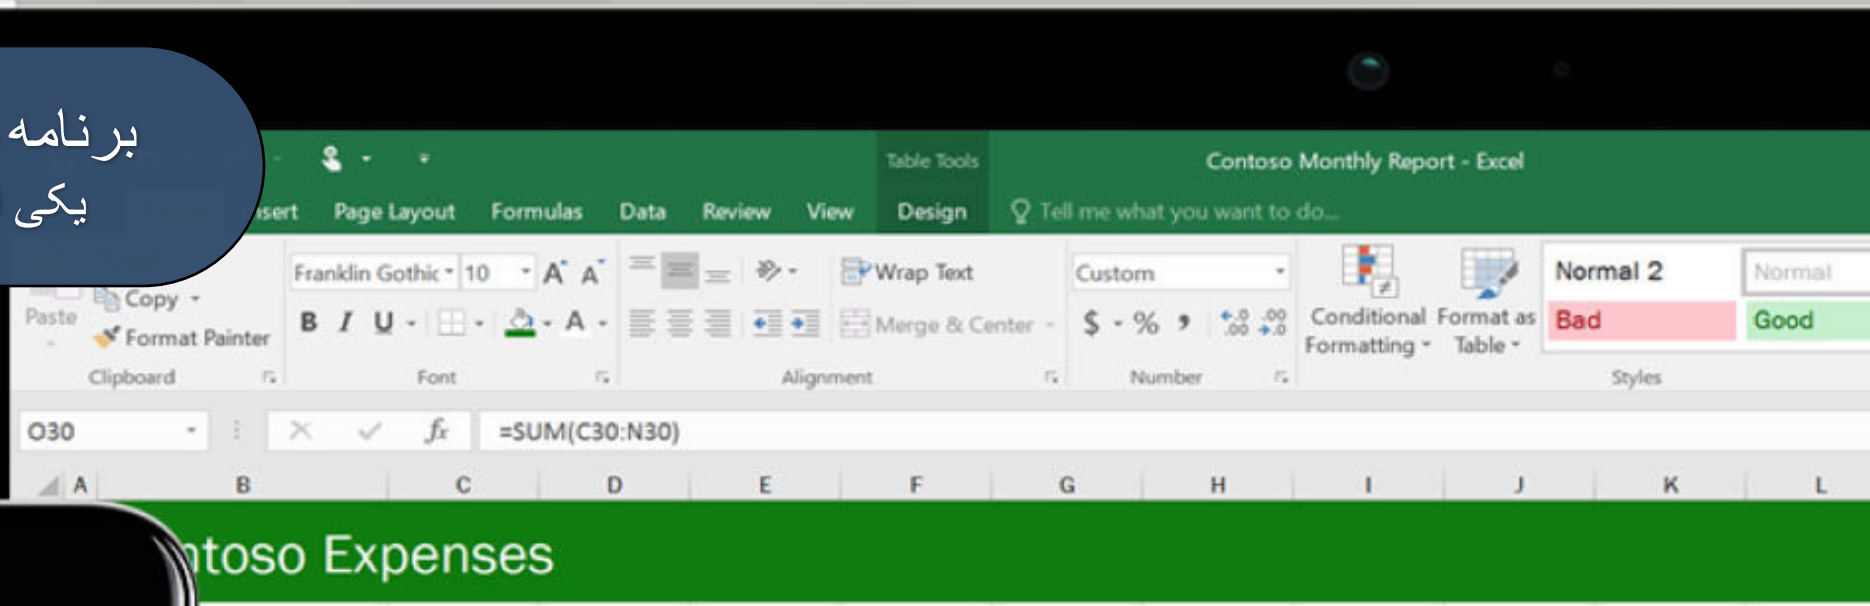 برنامه
یکی
Table Tools
Contoso Monthly Report - Excel
Page Layout Formulas Data Review View Design Tell me what you want to do...
Franklin Gothic 10 A A Wrap Text Custom Normal 2 Normal
Copy
Paste
Format Painter
B I U A Merge & Center $ % Conditional Formatting Format as Table Bad Good
Clipboard Font Alignment Number Styles
O30 fx =SUM(C30:N30)
A B C D E F G H I J K L
Expenses